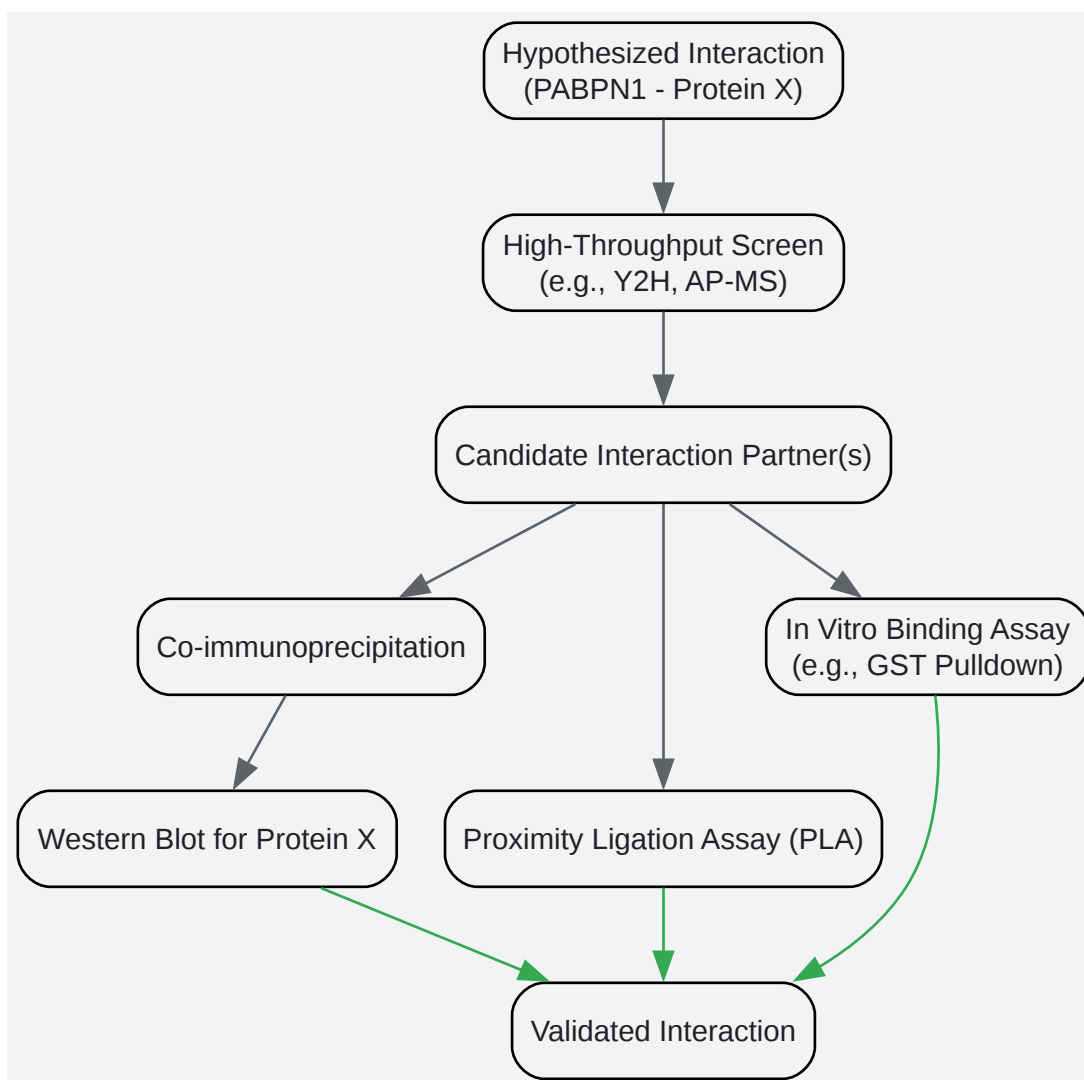 Hypothesized Interaction
(PABPN1 - Protein X)
High-Throughput Screen
(e.g., Y2H, AP-MS)
Candidate Interaction Partner(s)
Co-immunoprecipitation
In Vitro Binding Assay
(e.g., GST Pulldown)
Western Blot for Protein X
Proximity Ligation Assay (PLA)
Validated Interaction